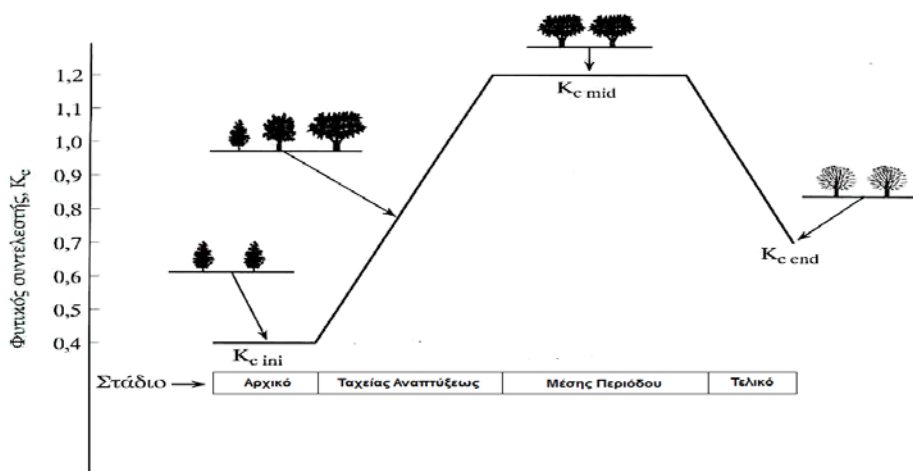 Φυτικός συντελεστής, Kc
1,2
1,1
1,0
0,9
0,8
0,7
0,6
0,5
0,4
Kc mid
Kc end
Kc ini
Στάδιο
Αρχικό
Ταχείας Αναπτύξεως
Μέσης Περιόδου
Τελικό